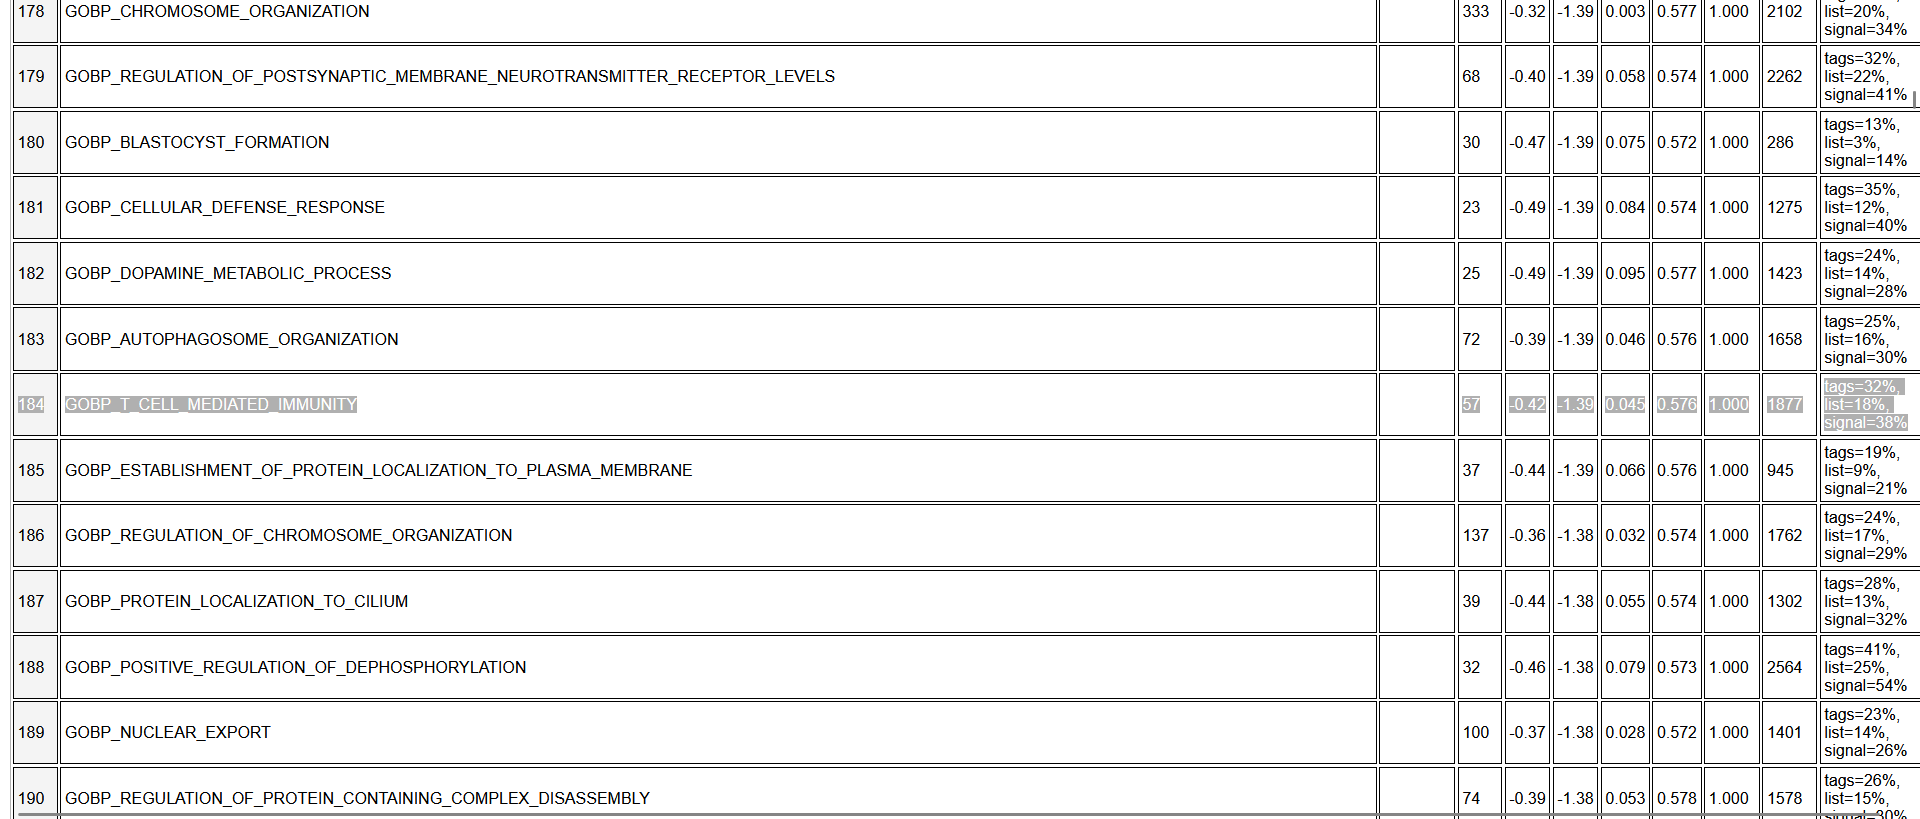 178 GOBP_CHROMOSOME_ORGANIZATION 333 -0.32 -1.39 0.003 0.577 1.000 2102 list=20%, signal=34%
179 GOBP_REGULATION_OF_POSTSYNAPTIC_MEMBRANE_NEUROTRANSMITTER_RECEPTOR_LEVELS 68 -0.40 -1.39 0.058 0.574 1.000 2262 tags=32%, list=22%, signal=41%
180 GOBP_BLASTOCYST_FORMATION 30 -0.47 -1.39 0.075 0.572 1.000 286 tags=13%, list=3%, signal=14%
181 GOBP_CELLULAR_DEFENSE_RESPONSE 23 -0.49 -1.39 0.084 0.574 1.000 1275 tags=35%, list=12%, signal=40%
182 GOBP_DOPAMINE_METABOLIC_PROCESS 25 -0.49 -1.39 0.095 0.577 1.000 1423 tags=24%, list=14%, signal=28%
183 GOBP_AUTOPHAGOSOME_ORGANIZATION 72 -0.39 -1.39 0.046 0.576 1.000 1658 tags=25%, list=16%, signal=30%
184 GOBP_T_CELL_MEDIATED_IMMUNITY 57 -0.42 -1.39 0.045 0.576 1.000 1877 tags=32%, list=18%, signal=38%
185 GOBP_ESTABLISHMENT_OF_PROTEIN_LOCALIZATION_TO_PLASMA_MEMBRANE 37 -0.44 -1.39 0.066 0.576 1.000 945 tags=19%, list=9%, signal=21%
186 GOBP_REGULATION_OF_CHROMOSOME_ORGANIZATION 137 -0.36 -1.38 0.032 0.574 1.000 1762 tags=24%, list=17%, signal=29%
187 GOBP_PROTEIN_LOCALIZATION_TO_CILIUM 39 -0.44 -1.38 0.055 0.574 1.000 1302 tags=28%, list=13%, signal=32%
188 GOBP_POSITIVE_REGULATION_OF_DEPHOSPHORYLATION 32 -0.46 -1.38 0.079 0.573 1.000 2564 tags=41%, list=25%, signal=54%
189 GOBP_NUCLEAR_EXPORT 100 -0.37 -1.38 0.028 0.572 1.000 1401 tags=23%, list=14%, signal=26%
190 GOBP_REGULATION_OF_PROTEIN_CONTAINING_COMPLEX_DISASSEMBLY 74 -0.39 -1.38 0.053 0.578 1.000 1578 tags=26%, list=15%,